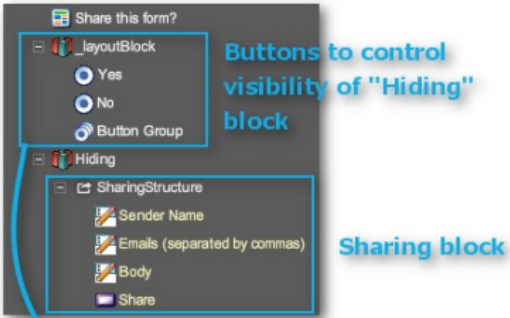 Share this form?
_layoutBlock
Yes
No
Button Group
Buttons to control
visibility of "Hiding"
block
Hiding
SharingStructure
Sender Name
Emails (separated by commas)
Body
Share
Sharing block